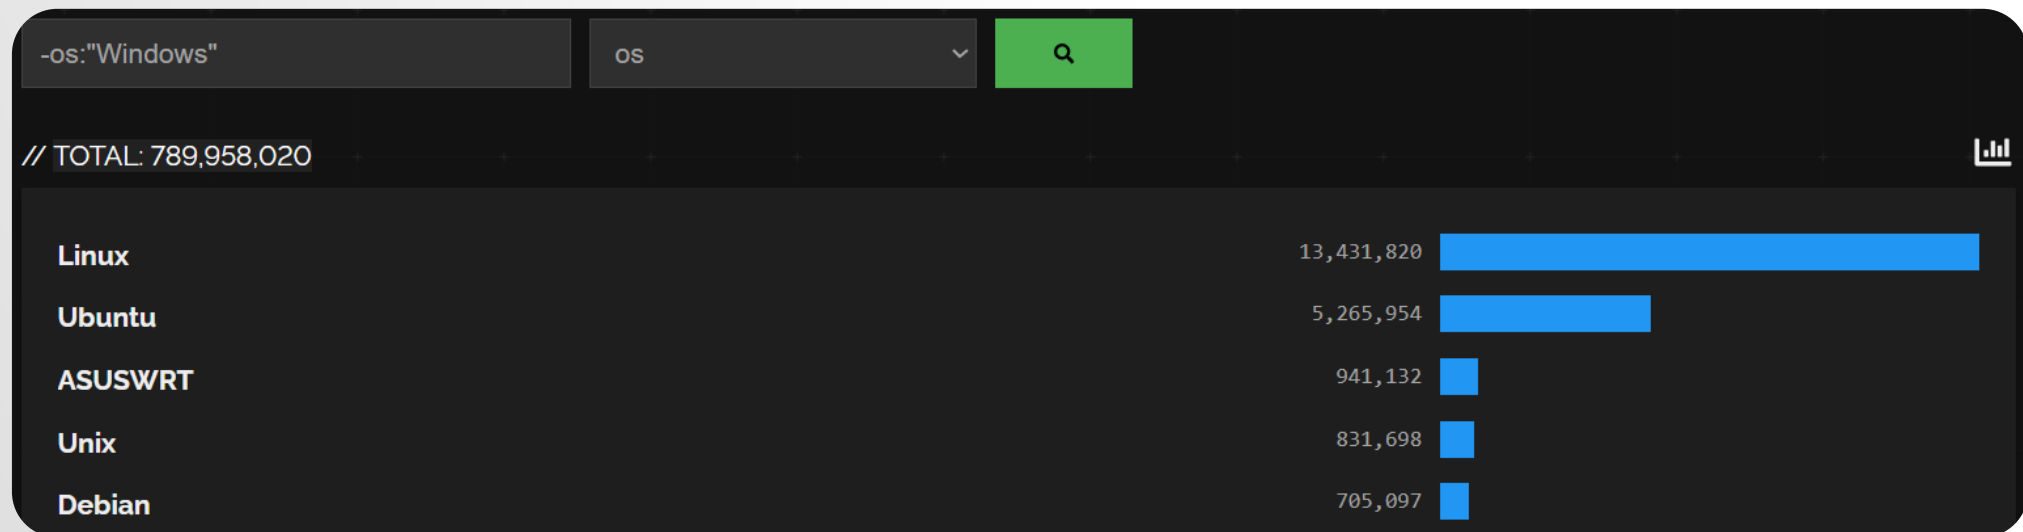 -os:"Windows" os
// TOTAL: 789,958,020
Linux 13,431,820
Ubuntu 5,265,954
ASUSWRT 941,132
Unix 831,698
Debian 705,097